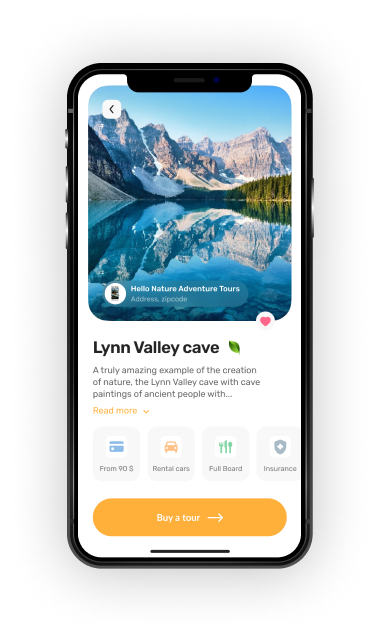 Hello Nature Adventure Tours
Address, zipcode
Lynn Valley cave
A truly amazing example of the creation
of nature, the Lynn Valley cave with cave
paintings of ancient people with...
Read more
From 90 $
Rental cars
Full Board
Insurance
Buy a tour